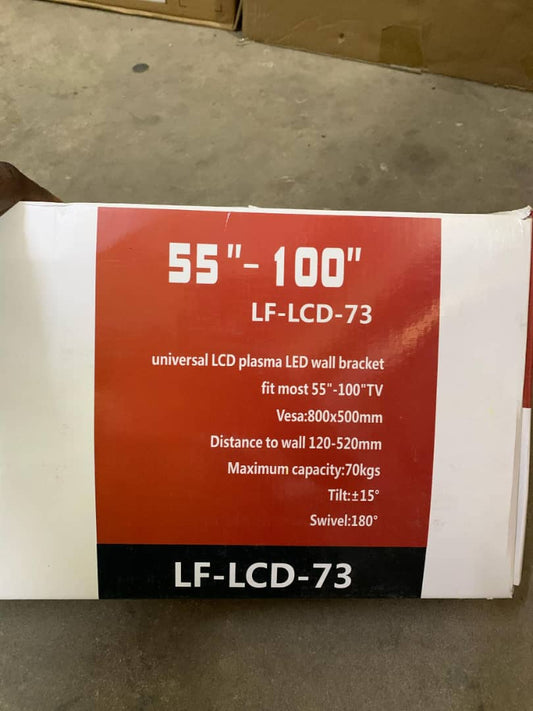 55"-100"
LF-LCD-73
universal LCD plasma LED wall bracket
fit most 55"-100"TV
Vesa:800x500mm
Distance to wall 120-520mm
Maximum capacity:70kgs
Tilt:±15°
Swivel:180°
LF-LCD-73